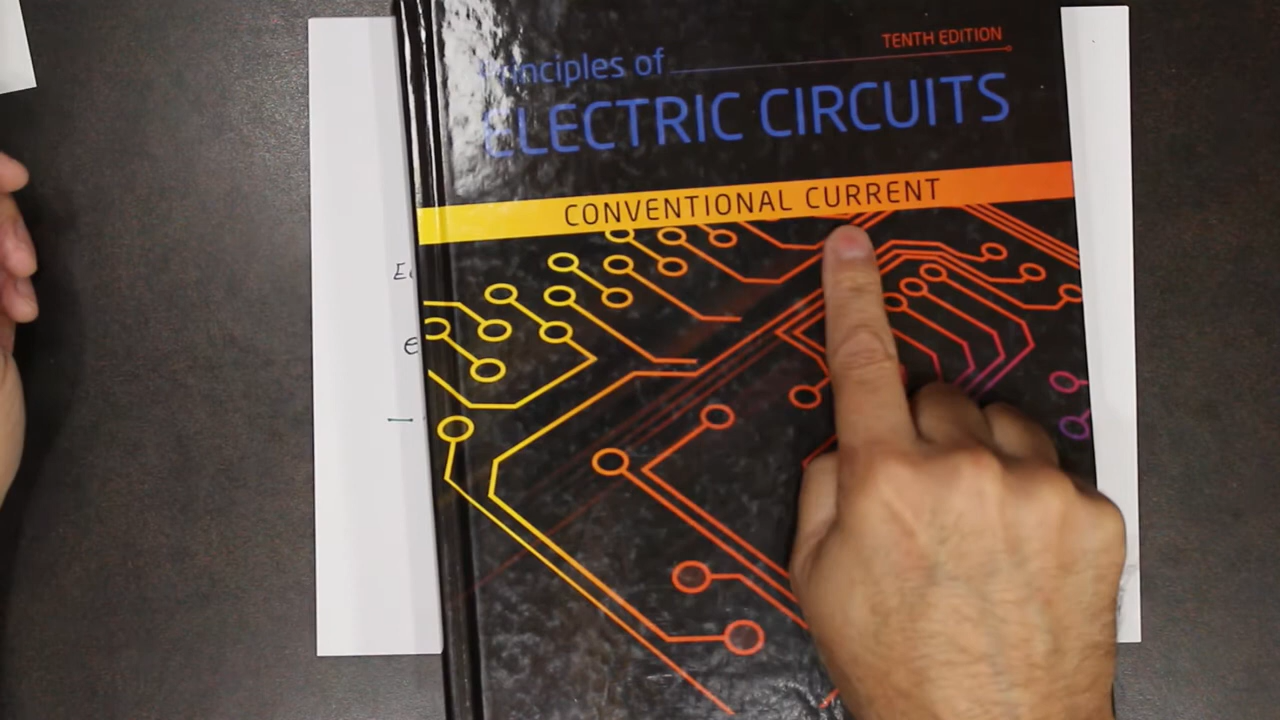 TENTH EDITION
Principles of
ELECTRIC CIRCUITS
CONVENTIONAL CURRENT